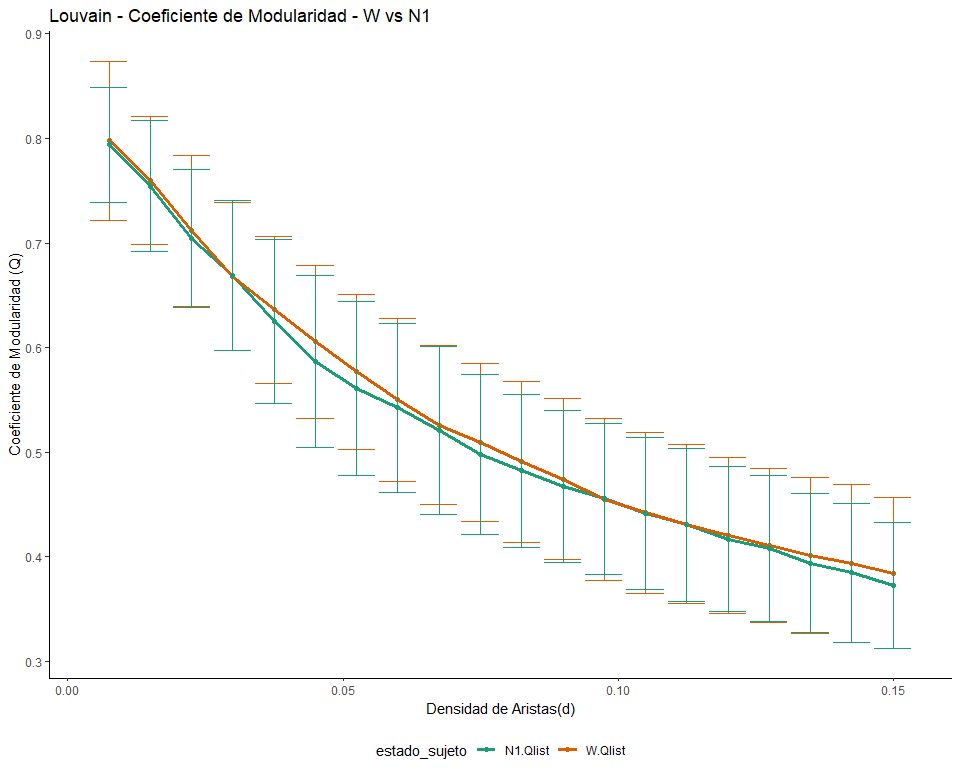 Louvain - Coeficiente de Modularidad - W vs N1
Coeficiente de Modularidad (Q)
0.9
0.8
0.7
0.6
0.5
0.4
0.3
0.00 0.05 0.10 0.15
Densidad de Aristas(d)
estado_sujeto N1.Qlist W.Qlist